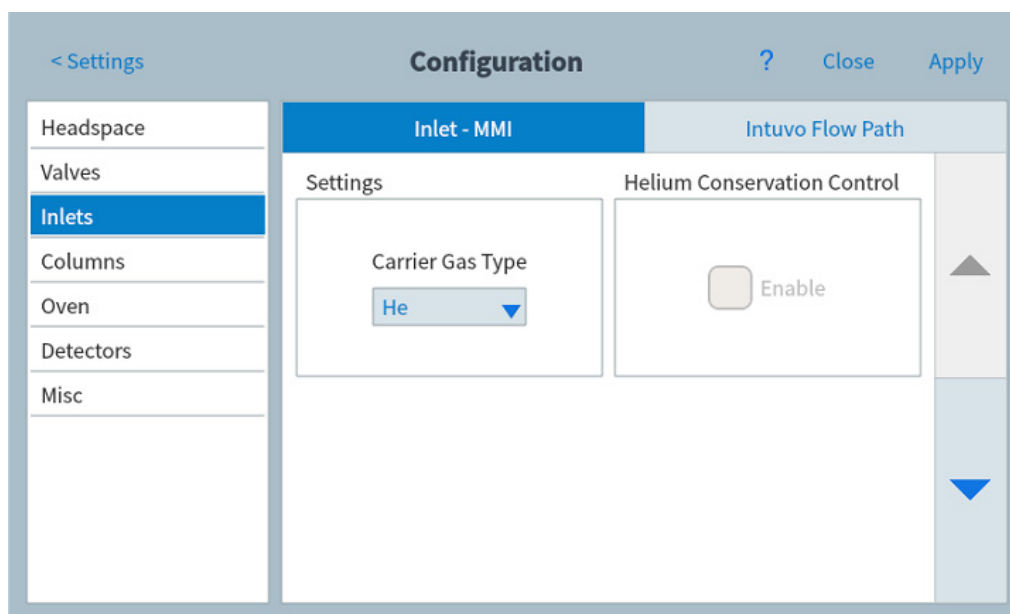 < Settings
Configuration
?
Close
Apply
Headspace
Valves
Inlets
Columns
Oven
Detectors
Misc
Inlet - MMI
Intuvo Flow Path
Settings
Carrier Gas Type
He
Helium Conservation Control
Enable